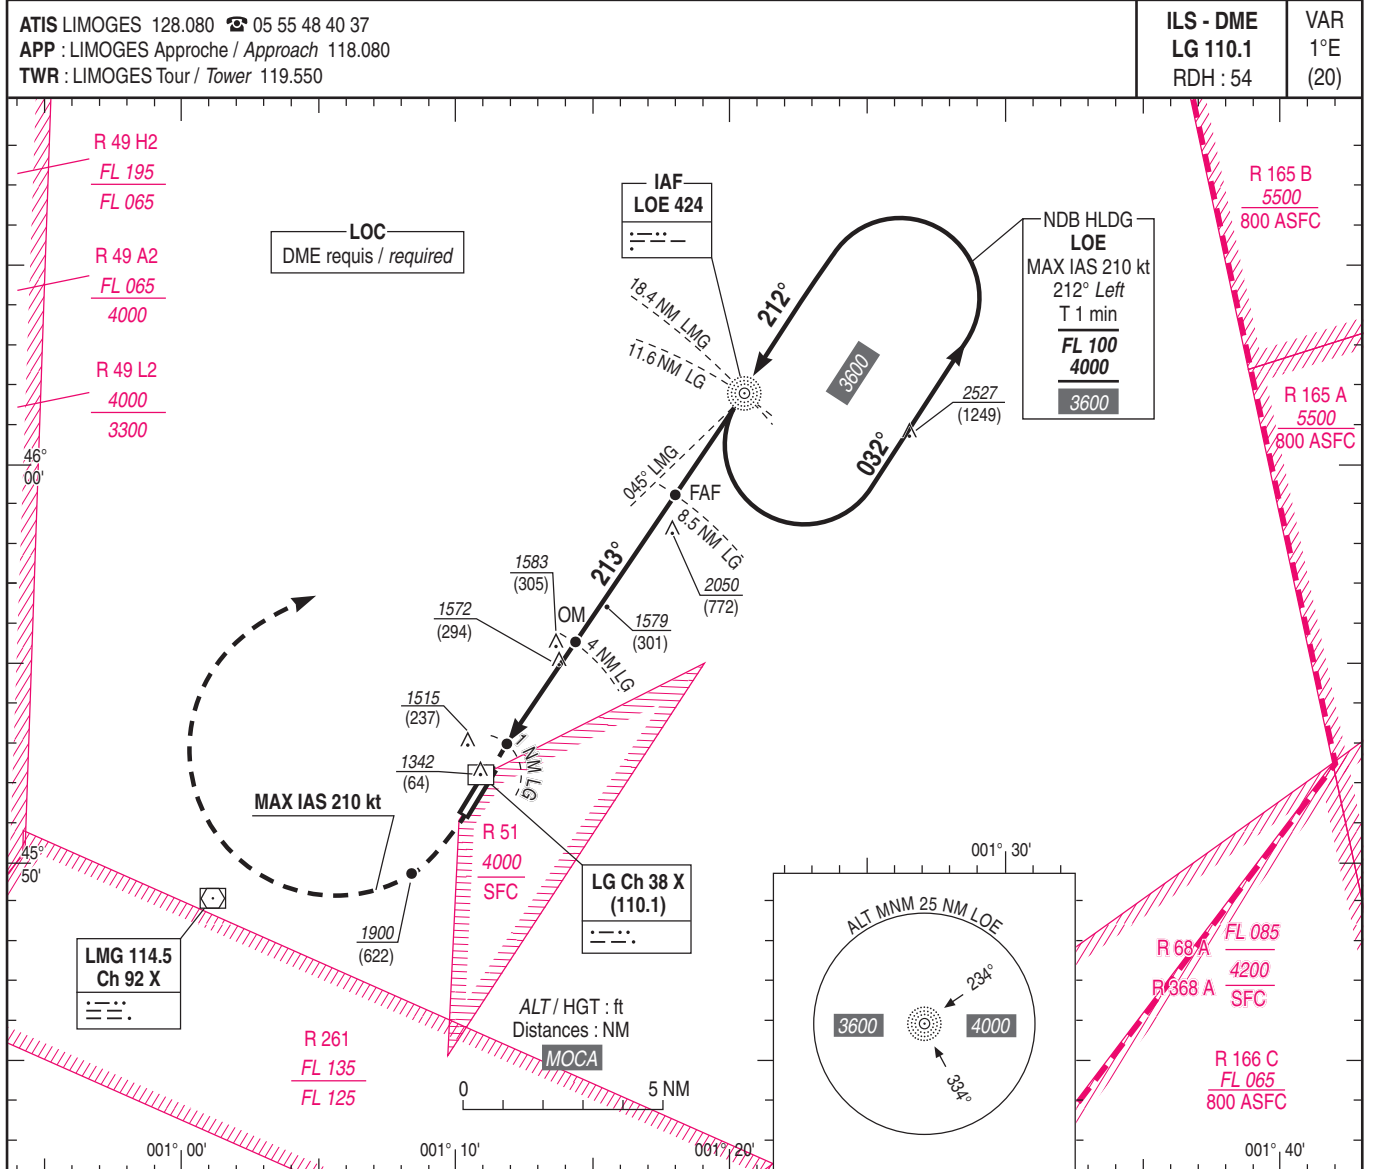 ATIS LIMOGES 128.080 ☎ 05 55 48 40 37
APP : LIMOGES Approche / Approach 118.080
TWR : LIMOGES Tour / Tower 119.550
ILS - DME
LG 110.1
RDH : 54
VAR
1°E
(20)
R 49 H2
FL 195
FL 065
R 49 A2
FL 065
4000
R 49 L2
4000
3300
LOC
DME requis / required
IAF
LOE 424
NDB HLDG
LOE
MAX IAS 210 kt
212° Left
T 1 min
FL 100
4000
3600
R 165 B
5500
800 ASFC
R 165 A
5500
800 ASFC
18.4 NM LMG
11.6 NM LG
212°
3600
032°
2527
(1249)
46°
00'
045° LMG
FAF
8.5 NM LG
213°
2050
(772)
1583
(305)
OM
1579
(301)
1572
(294)
4 NM LG
1515
(237)
1342
(64)
1 NM LG
MAX IAS 210 kt
R 51
4000
SFC
45°
50'
LG Ch 38 X
(110.1)
1900
(622)
LMG 114.5
Ch 92 X
ALT / HGT : ft
Distances : NM
MOCA
0 5 NM
R 261
FL 135
FL 125
001° 30'
ALT MNM 25 NM LOE
234°
3600
4000
334°
R 68 A
R 368 A
FL 085
4200
SFC
R 166 C
FL 065
800 ASFC
001° 00'
001° 10'
001° 20'
001° 40'